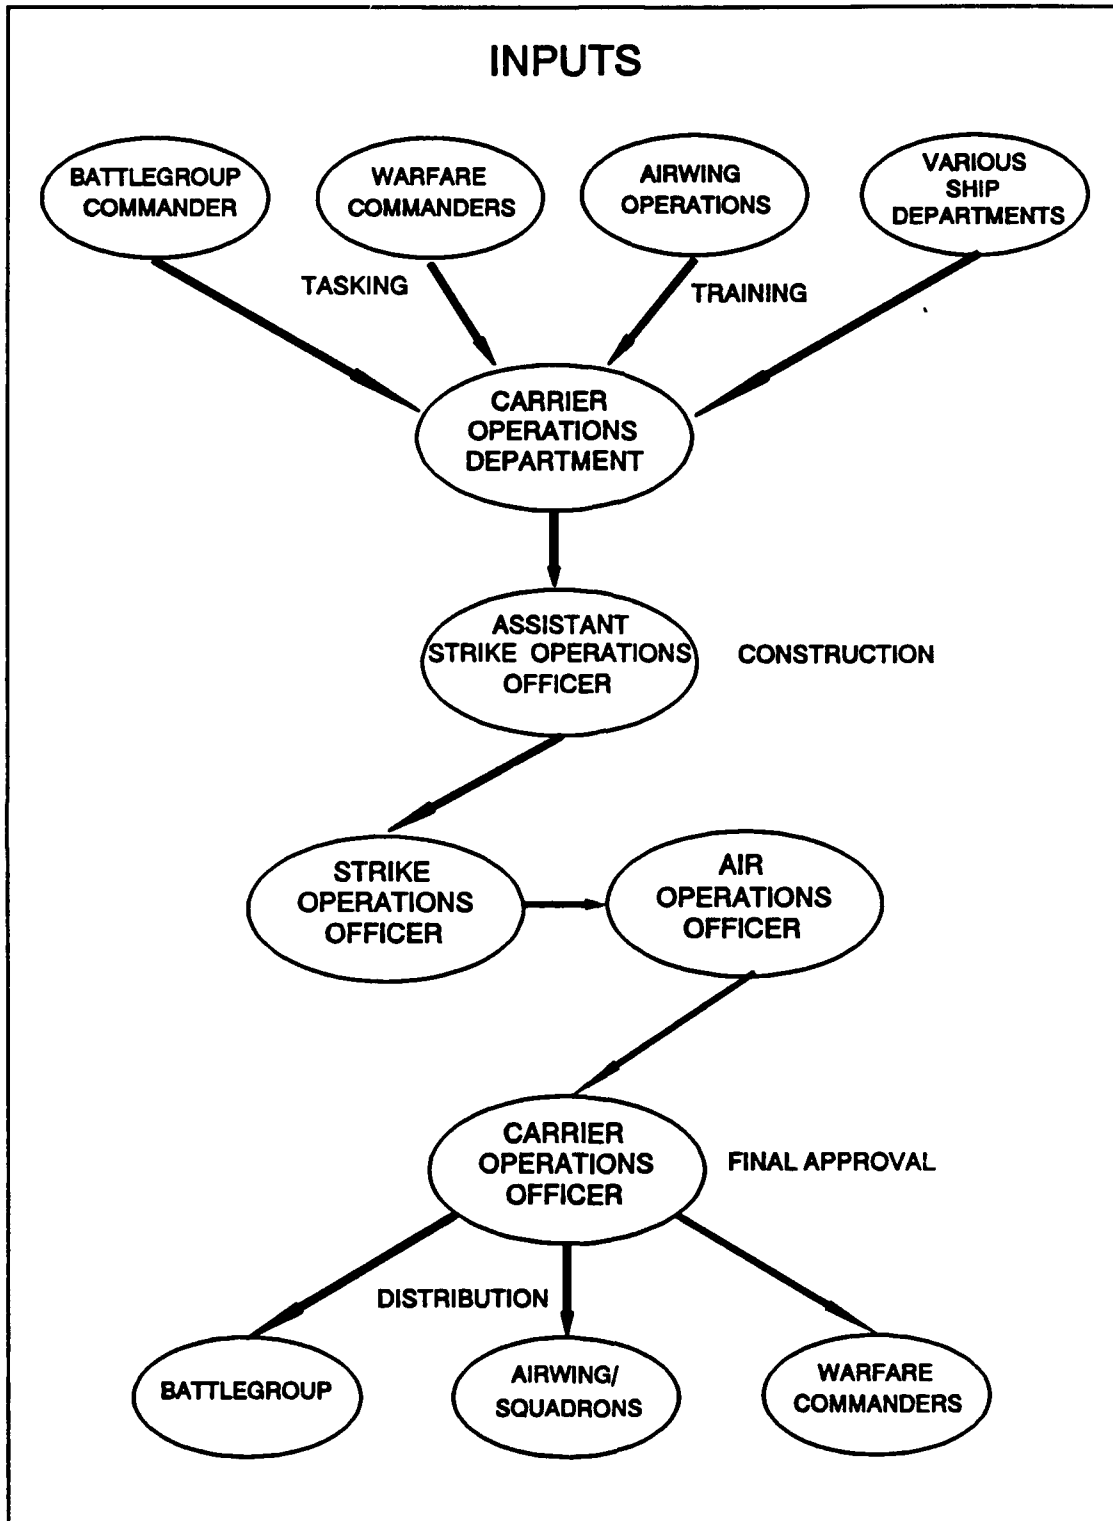 INPUTS
BATTLEGROUP
COMMANDER
WARFARE
COMMANDERS
AIRWING
OPERATIONS
VARIOUS
SHIP
DEPARTMENTS
TASKING
TRAINING
CARRIER
OPERATIONS
DEPARTMENT
ASSISTANT
STRIKE OPERATIONS
OFFICER
CONSTRUCTION
STRIKE
OPERATIONS
OFFICER
AIR
OPERATIONS
OFFICER
CARRIER
OPERATIONS
OFFICER
FINAL APPROVAL
DISTRIBUTION
BATTLEGROUP
AIRWING/
SQUADRONS
WARFARE
COMMANDERS